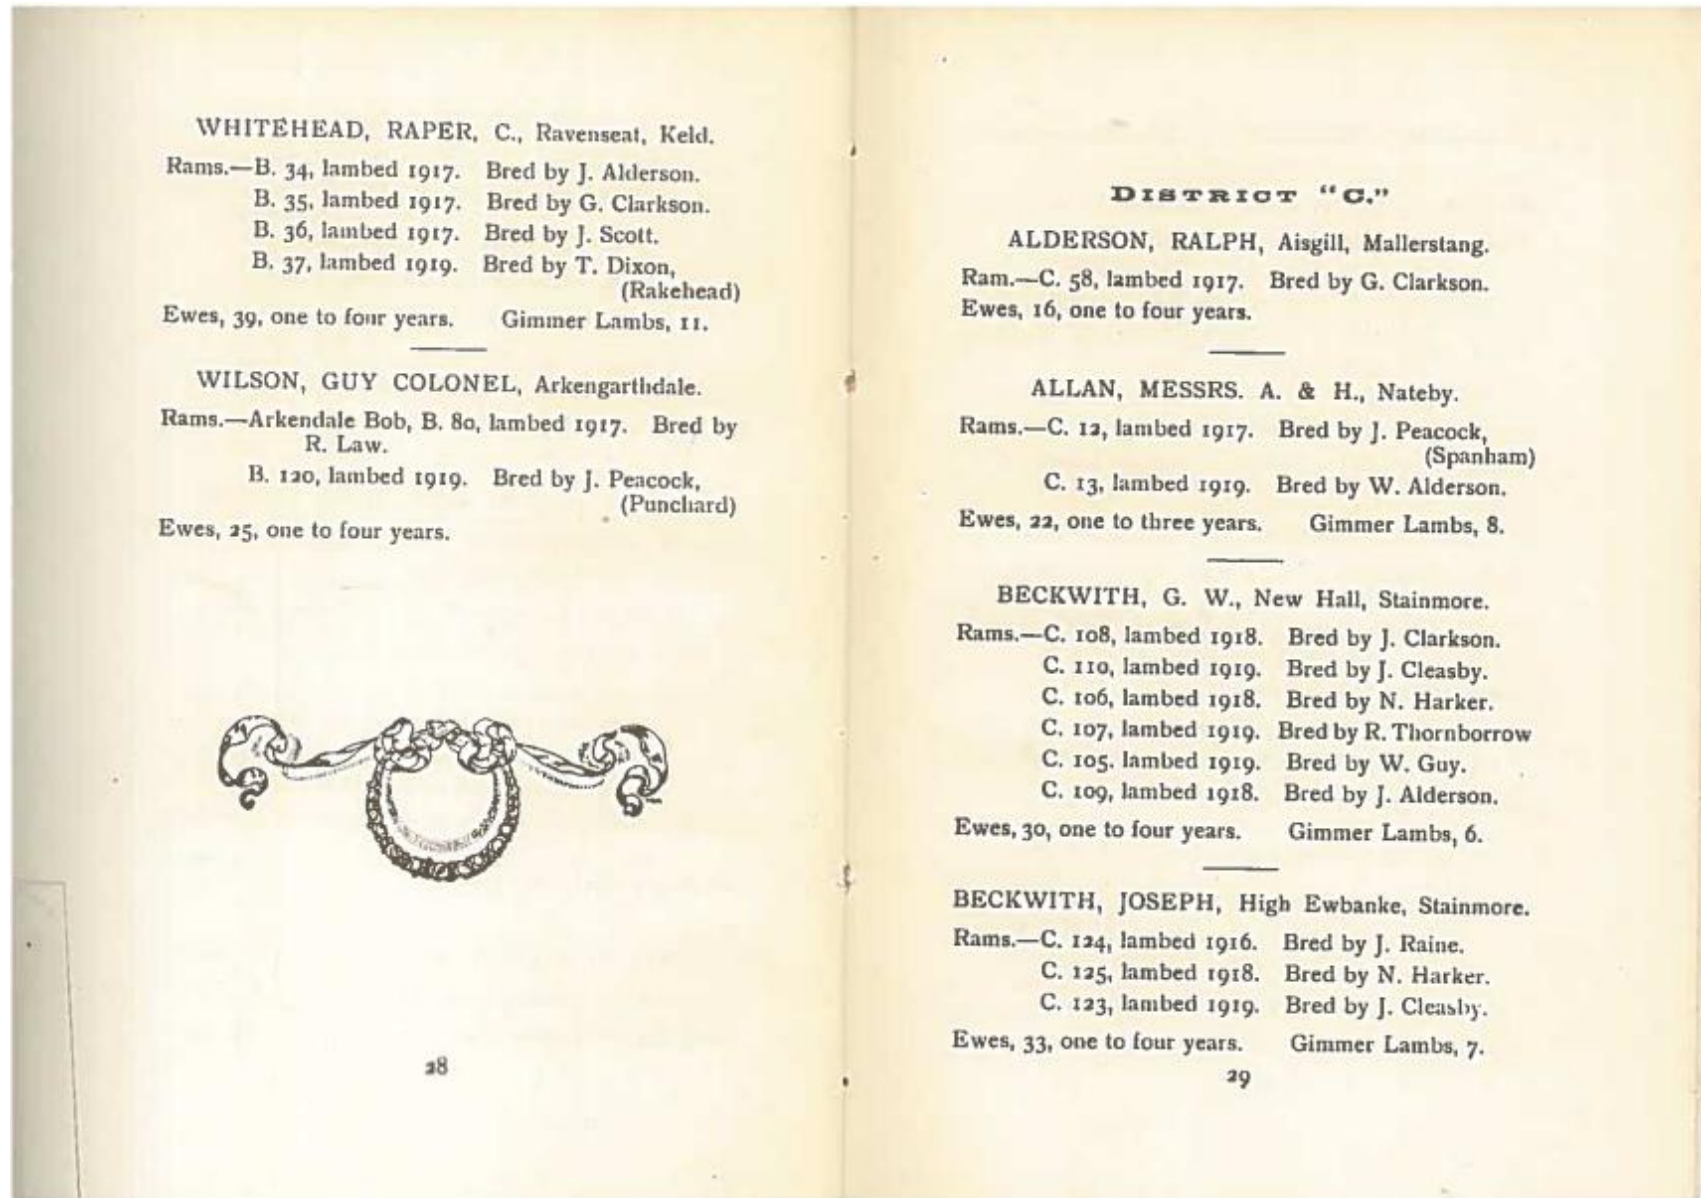 WHITEHEAD, RAPER, C., Ravenseat, Keld.
Rams.—B. 34, lambed 1917. Bred by J. Alderson.
B. 35, lambed 1917. Bred by G. Clarkson.
B. 36, lambed 1917. Bred by J. Scott.
B. 37, lambed 1919. Bred by T. Dixon,
(Rakehead)
Ewes, 39, one to four years. Gimmer Lambs, 11.
WILSON, GUY COLONEL, Arkengarthdale.
Rams.—Arkendale Bob, B. 80, lambed 1917. Bred by
R. Law.
B. 120, lambed 1919. Bred by J. Peacock,
(Punchard)
Ewes, 25, one to four years.
28
DISTRICT "C."
ALDERSON, RALPH, Aisgill, Mallerstang.
Ram.—C. 58, lambed 1917. Bred by G. Clarkson.
Ewes, 16, one to four years.
ALLAN, MESSRS. A. & H., Nateby.
Rams.—C. 12, lambed 1917. Bred by J. Peacock,
(Spanham)
C. 13, lambed 1919. Bred by W. Alderson.
Ewes, 22, one to three years. Gimmer Lambs, 8.
BECKWITH, G. W., New Hall, Stainmore.
Rams.—C. 108, lambed 1918. Bred by J. Clarkson.
C. 110, lambed 1919. Bred by J. Cleasby.
C. 106, lambed 1918. Bred by N. Harker.
C. 107, lambed 1919. Bred by R. Thornborrow
C. 105. lambed 1919. Bred by W. Guy.
C. 109, lambed 1918. Bred by J. Alderson.
Ewes, 30, one to four years. Gimmer Lambs, 6.
BECKWITH, JOSEPH, High Ewbanke, Stainmore.
Rams.—C. 124, lambed 1916. Bred by J. Raine.
C. 125, lambed 1918. Bred by N. Harker.
C. 123, lambed 1919. Bred by J. Cleasby.
Ewes, 33, one to four years. Gimmer Lambs, 7.
29